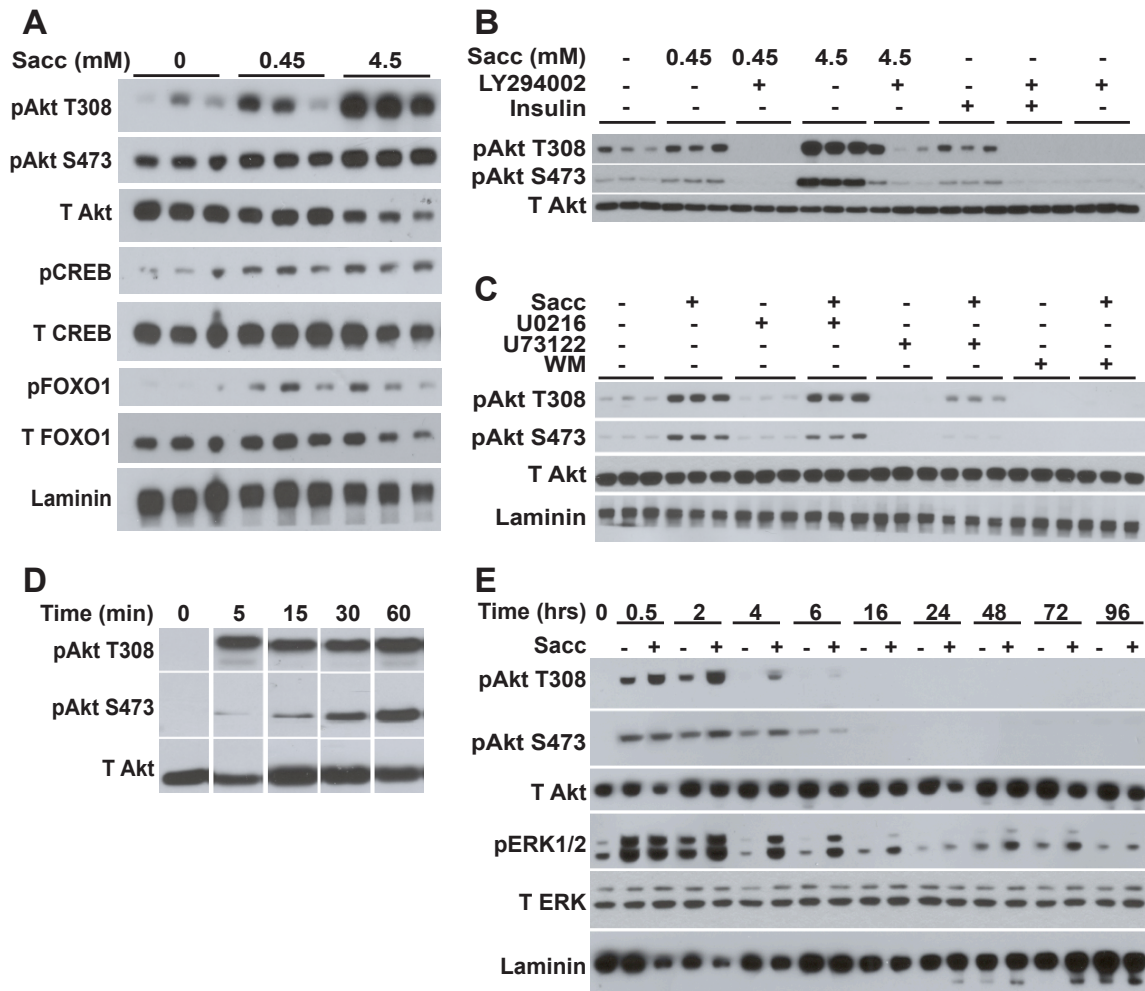 A
Sacc (mM) 0 0.45 4.5
pAkt T308
pAkt S473
T Akt
pCREB
T CREB
pFOXO1
T FOXO1
Laminin
B
Sacc (mM) - 0.45 0.45 4.5 4.5 - - -
LY294002 - - + - + - + +
Insulin - - - - - + + -
pAkt T308
pAkt S473
T Akt
C
Sacc - + - + - + - +
U0216 - - + + - - - -
U73122 - - - - + + - -
WM - - - - - - + +
pAkt T308
pAkt S473
T Akt
Laminin
D
Time (min) 0 5 15 30 60
pAkt T308
pAkt S473
T Akt
E
Time (hrs) 0 0.5 2 4 6 16 24 48 72 96
Sacc - + - + - + - + - + - + - + - + - +
pAkt T308
pAkt S473
T Akt
pERK1/2
T ERK
Laminin